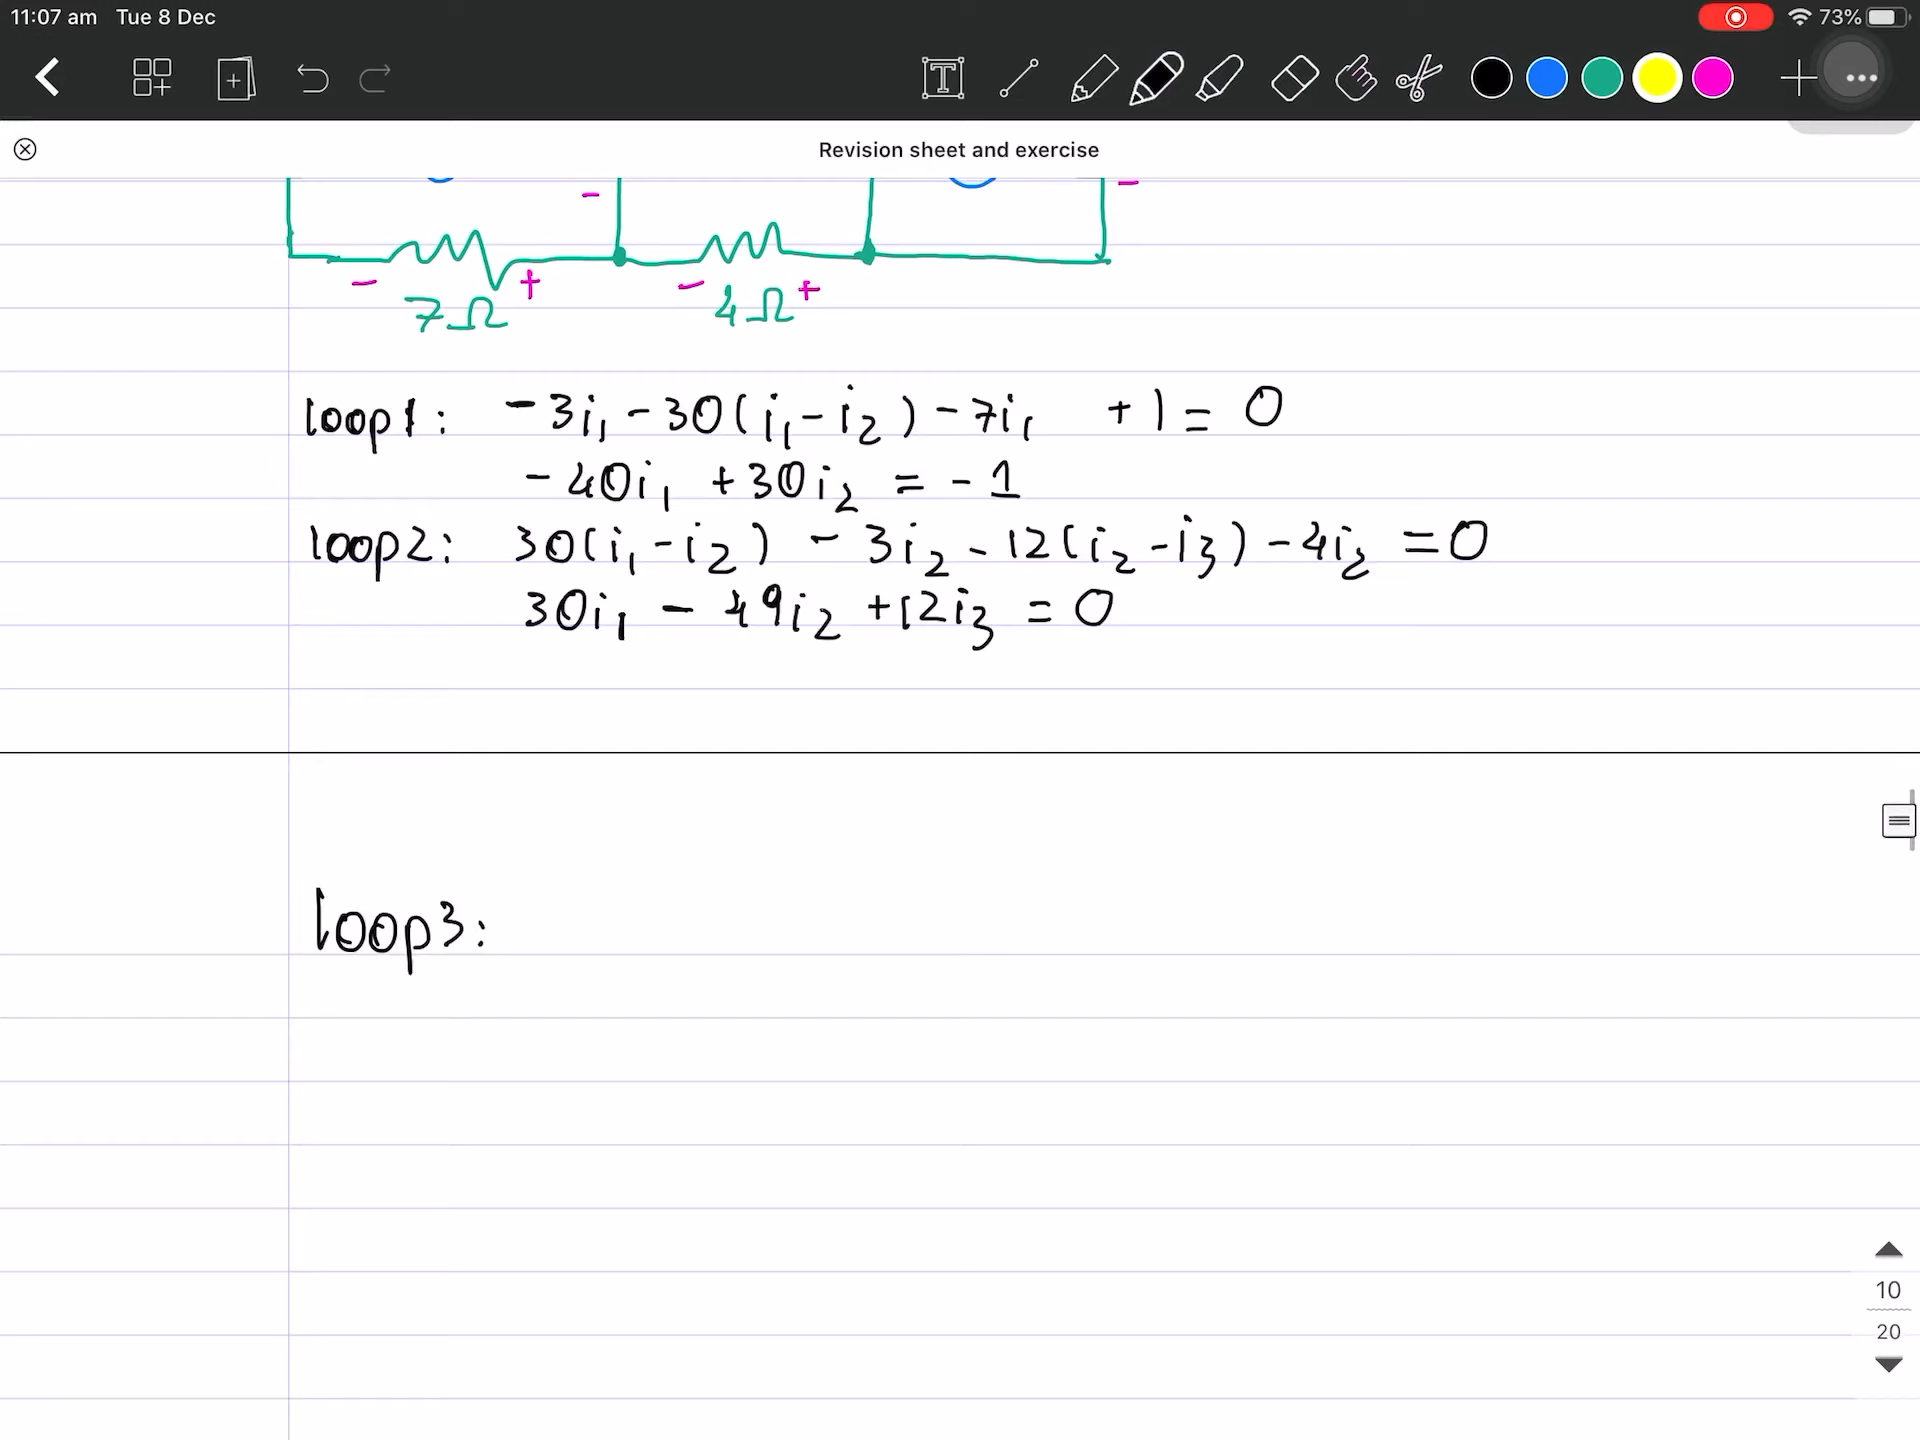 11:07 am Tue 8 Dec
73%
T
Revision sheet and exercise
-
-
- + - +
7Ω 4Ω
loop1: -3i₁ -30(i₁-i₂) -7i₁ +1 = 0
-40i₁ +30i₂ = -1
loop2: 30(i₁-i₂) - 3i₂ - 12(i₂-i₃) - 4i₂ = 0
30i₁ - 49i₂ +12i₃ = 0
loop3:
10
20